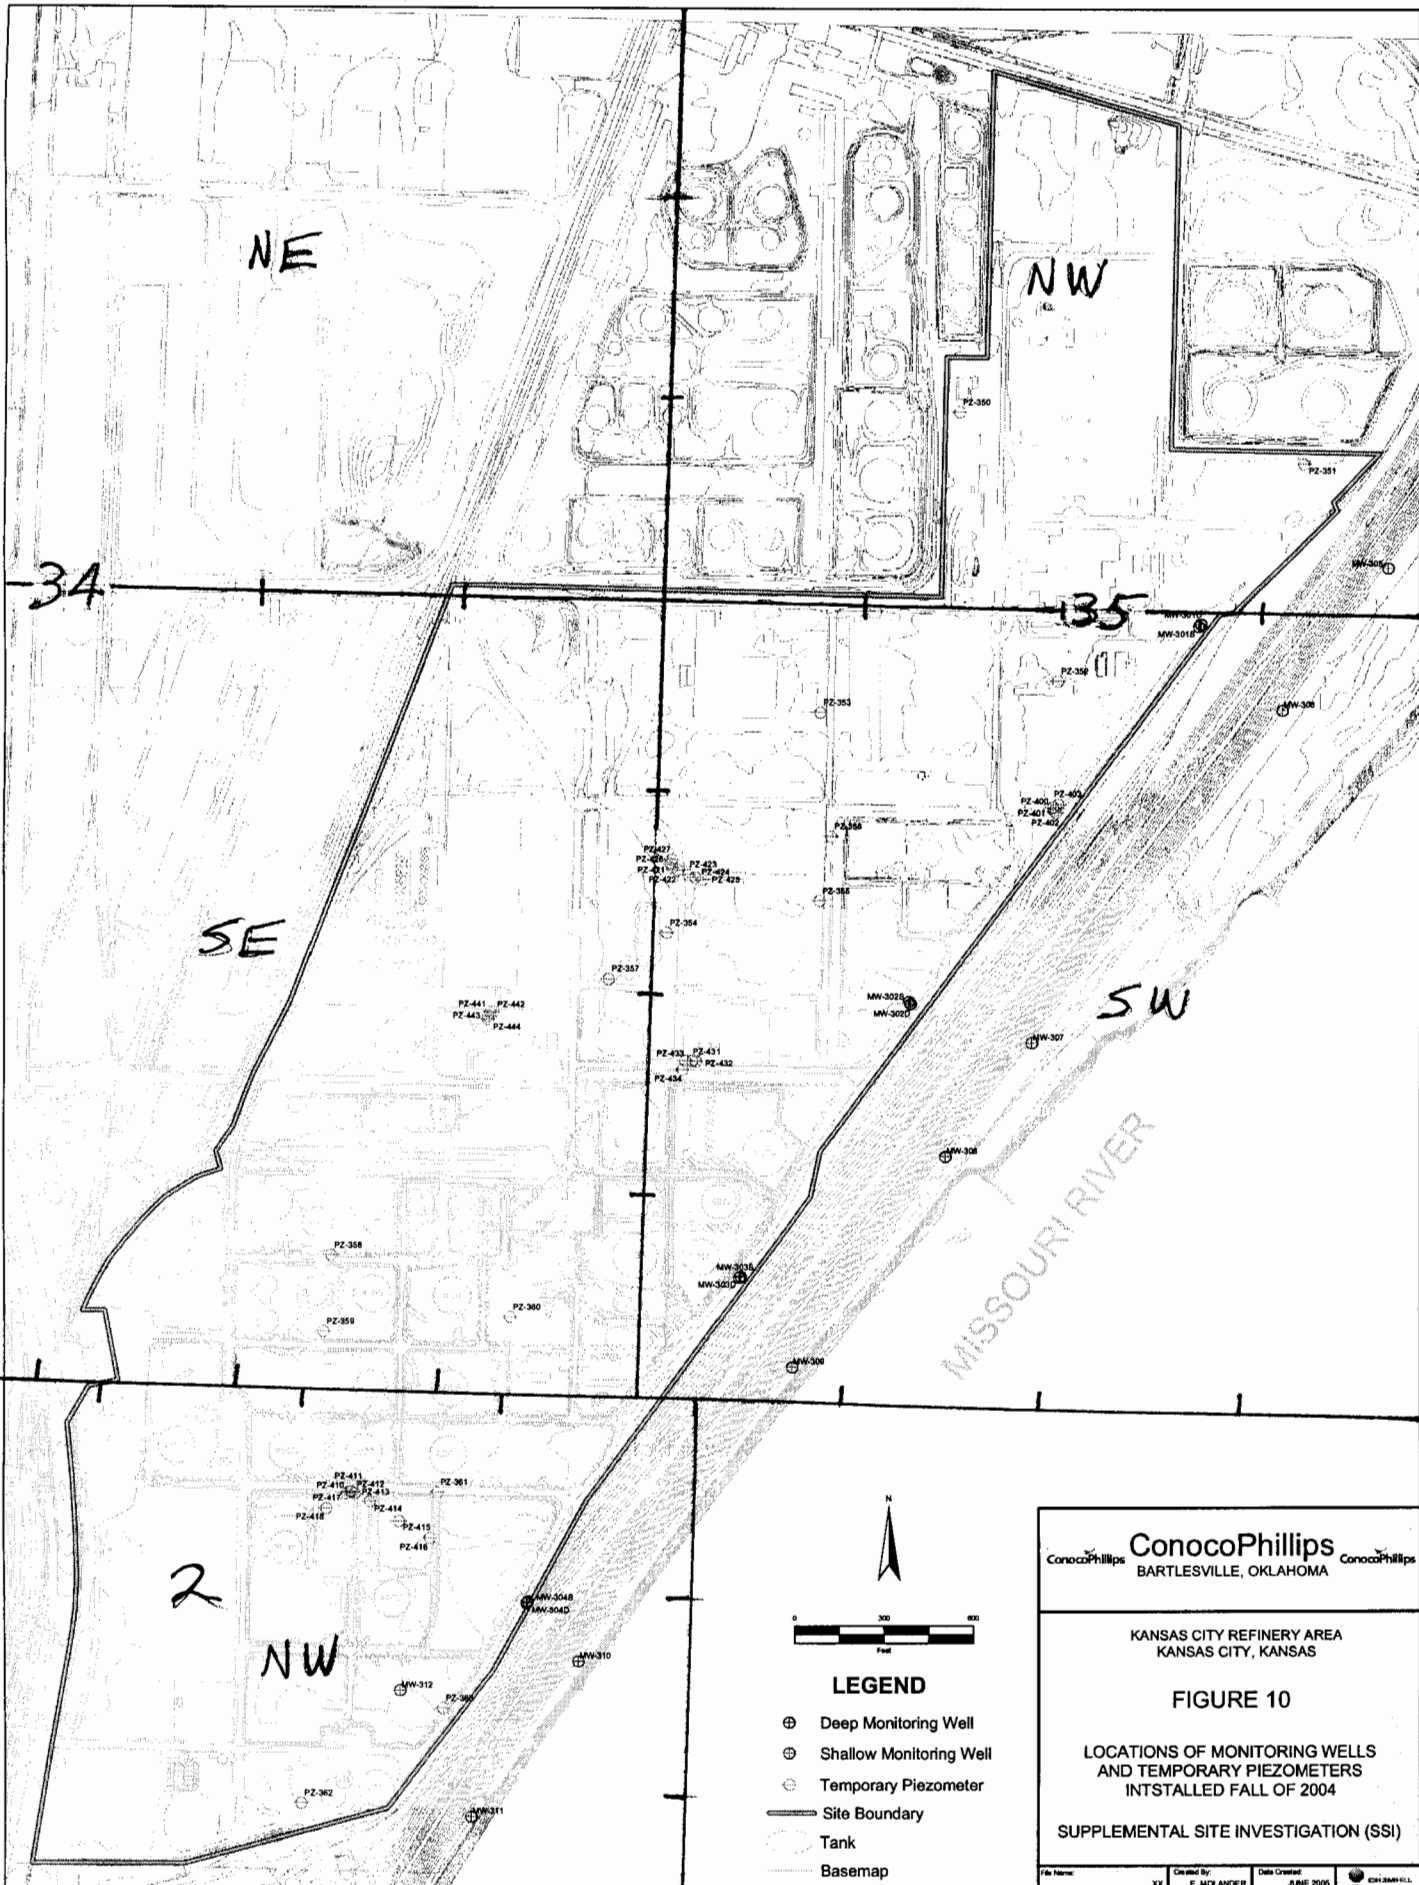 NE
NW
PZ-350
PZ-351
34
35
MW-305
MW-301B
PZ-352
PZ-353
MW-306
PZ-403
PZ-400
PZ-401
PZ-402
PZ-356
PZ-427
PZ-426
PZ-423
PZ-421
PZ-424
PZ-422
PZ-425
PZ-355
PZ-354
SE
PZ-357
PZ-441
PZ-442
PZ-443
PZ-444
MW-302S
MW-302D
SW
MW-307
PZ-433
PZ-431
PZ-432
PZ-434
MW-308
MISSOURI RIVER
PZ-358
MW-303S
MW-303D
PZ-360
PZ-359
MW-309
PZ-411
PZ-410
PZ-412
PZ-413
PZ-417
PZ-414
PZ-418
PZ-415
PZ-416
PZ-361
2
NW
MW-304S
MW-304D
MW-310
MW-312
PZ-362
MW-311
N
0 300 600
Feet
LEGEND
Deep Monitoring Well
Shallow Monitoring Well
Temporary Piezometer
Site Boundary
Tank
Basemap
ConocoPhillips ConocoPhillips ConocoPhillips
BARTLESVILLE, OKLAHOMA
KANSAS CITY REFINERY AREA
KANSAS CITY, KANSAS
FIGURE 10
LOCATIONS OF MONITORING WELLS
AND TEMPORARY PIEZOMETERS
INTSTALLED FALL OF 2004
SUPPLEMENTAL SITE INVESTIGATION (SSI)
File Name: Created By: Date Created:
XX E. MOLANDER JUNE 2005 CH2MHILL